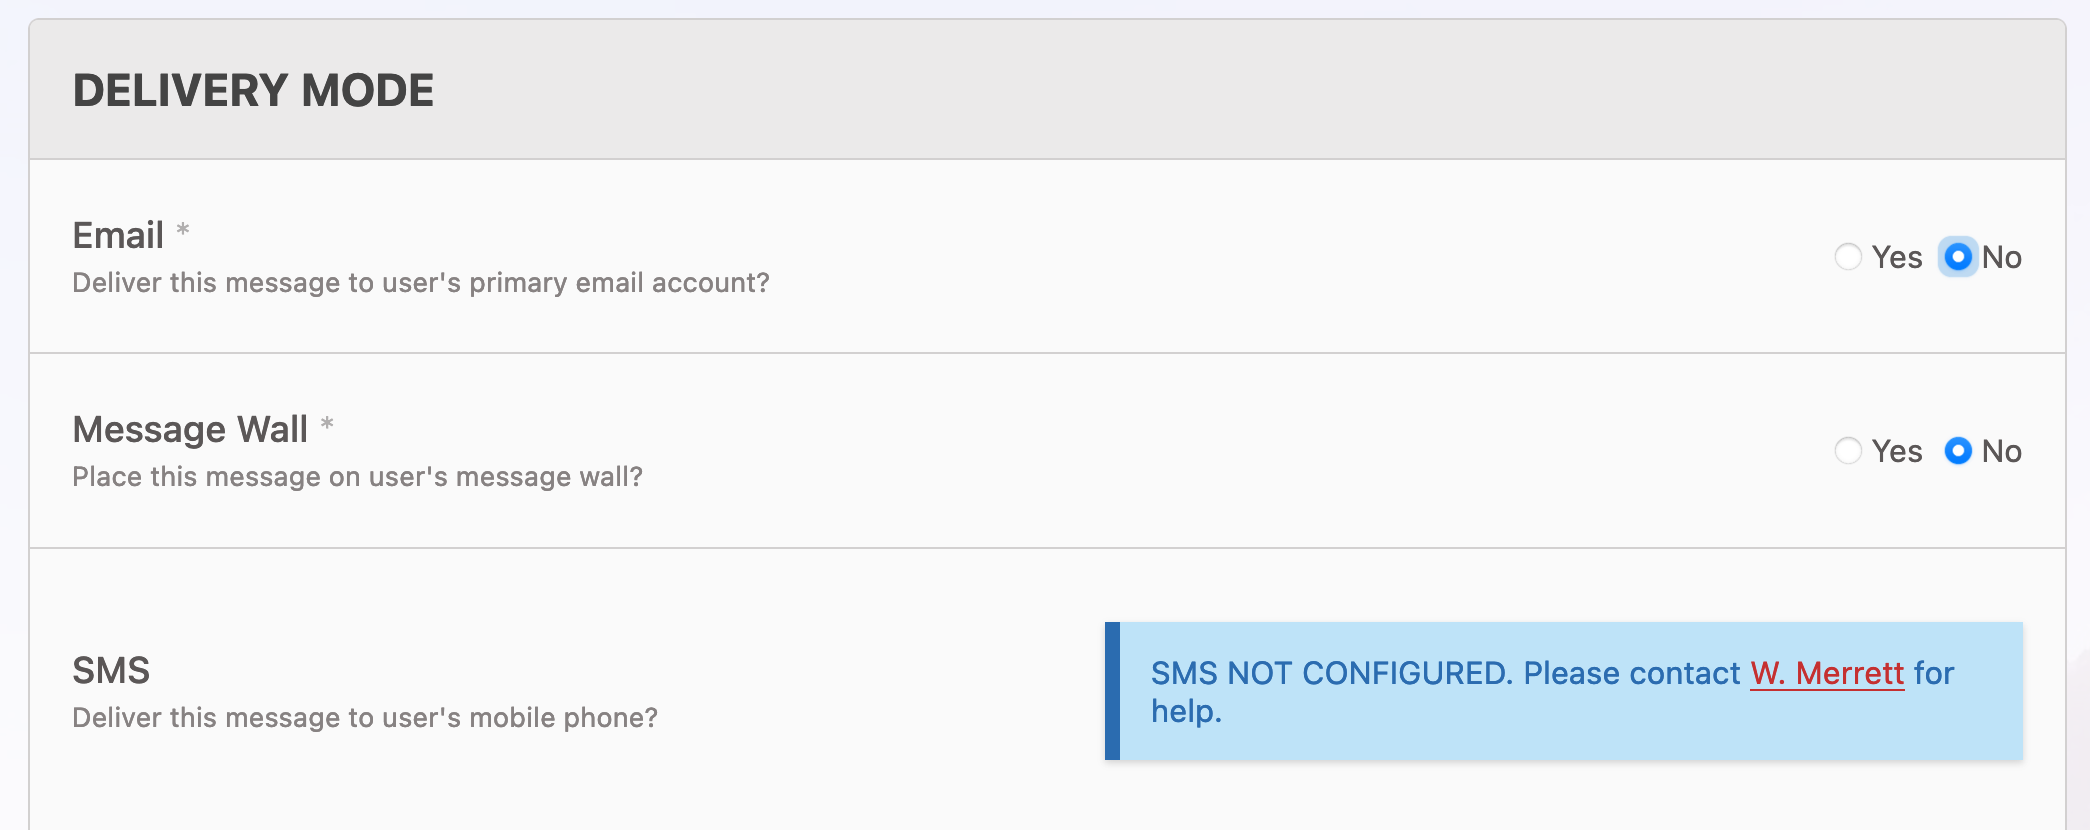 DELIVERY MODE
Email *
Deliver this message to user's primary email account?
Yes No
Message Wall *
Place this message on user's message wall?
Yes No
SMS
Deliver this message to user's mobile phone?
SMS NOT CONFIGURED. Please contact W. Merrett for
help.